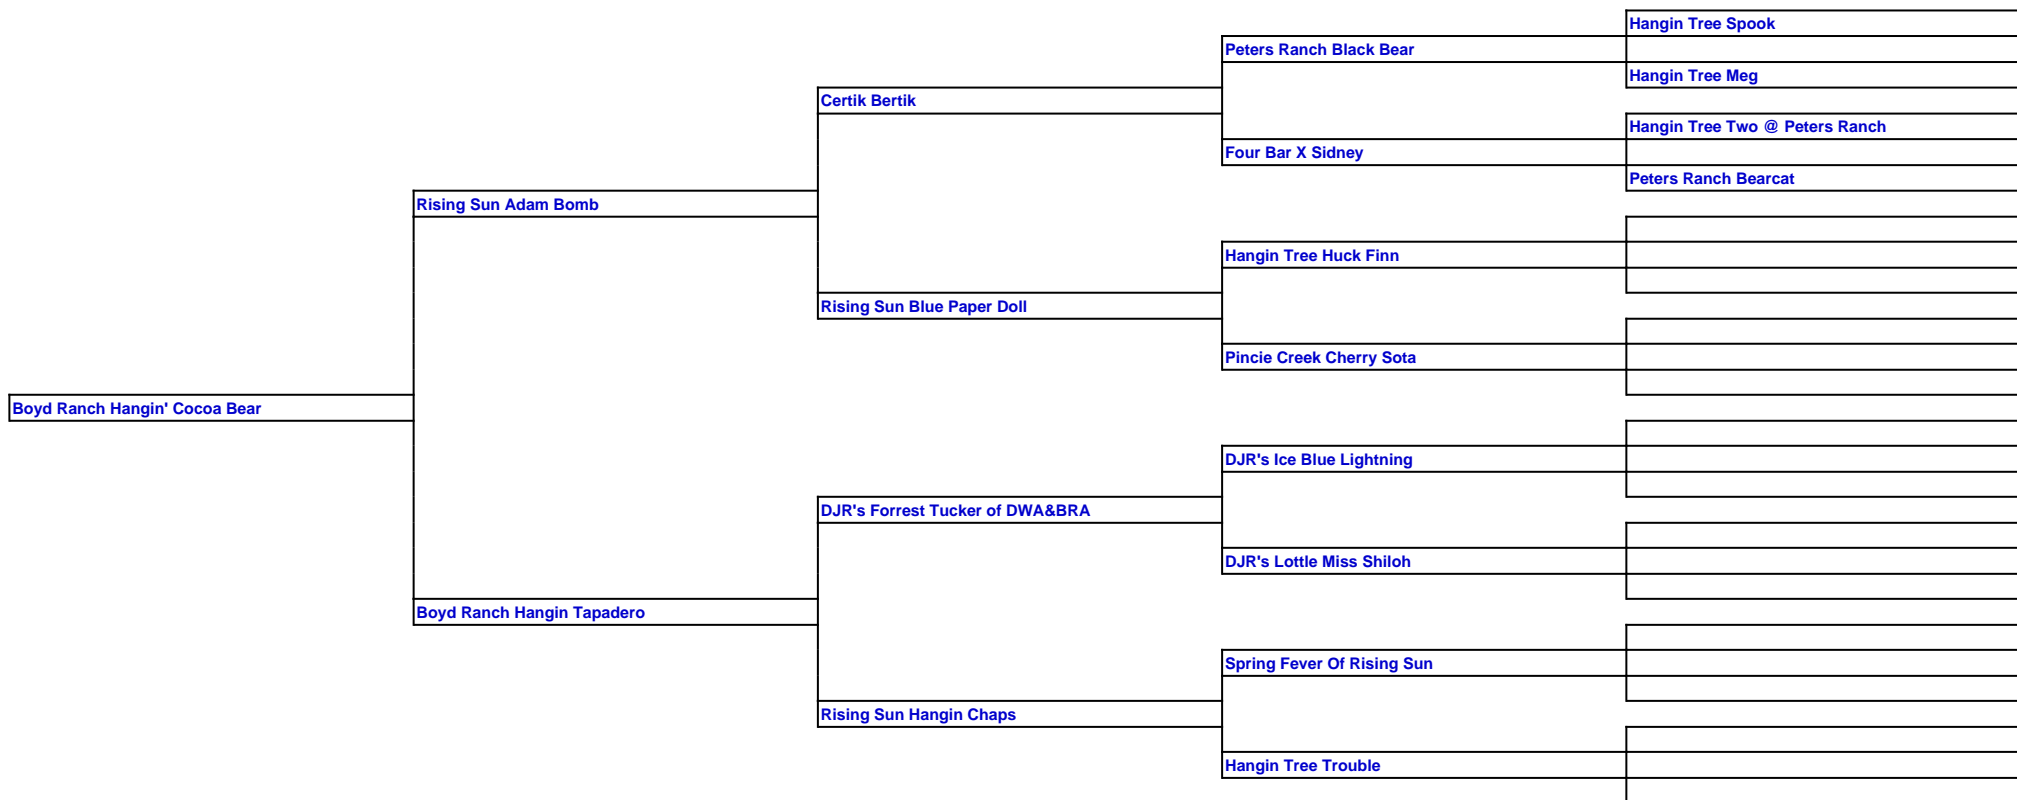 Hangin Tree Spook
Peters Ranch Black Bear
Hangin Tree Meg
Certik Bertik
Hangin Tree Two @ Peters Ranch
Four Bar X Sidney
Peters Ranch Bearcat
Rising Sun Adam Bomb
Hangin Tree Huck Finn
Rising Sun Blue Paper Doll
Pincie Creek Cherry Sota
Boyd Ranch Hangin' Cocoa Bear
DJR's Ice Blue Lightning
DJR's Forrest Tucker of DWA&BRA
DJR's Lottle Miss Shiloh
Boyd Ranch Hangin Tapadero
Spring Fever Of Rising Sun
Rising Sun Hangin Chaps
Hangin Tree Trouble